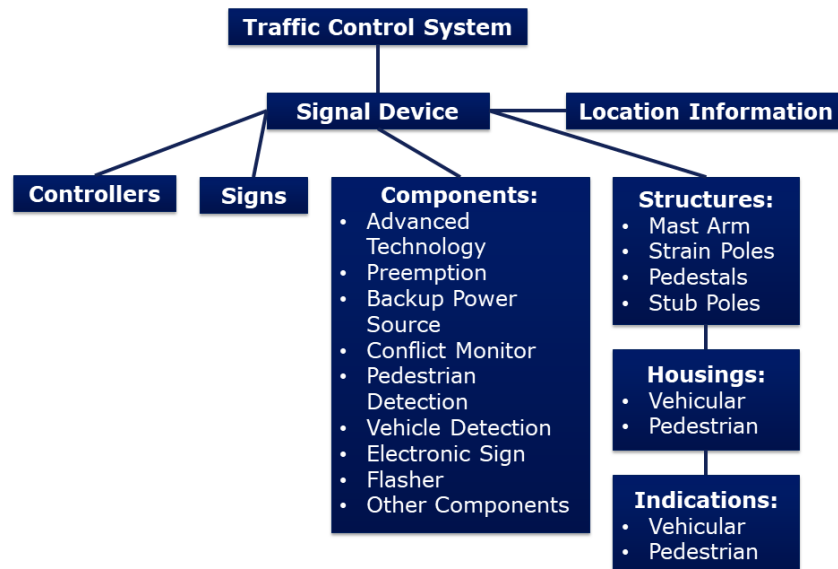 Traffic Control System
Signal Device
Location Information
Controllers
Signs
Components:
• Advanced
Technology
• Preemption
• Backup Power
Source
• Conflict Monitor
• Pedestrian
Detection
• Vehicle Detection
• Electronic Sign
• Flasher
• Other Components
Structures:
• Mast Arm
• Strain Poles
• Pedestals
• Stub Poles
Housings:
• Vehicular
• Pedestrian
Indications:
• Vehicular
• Pedestrian